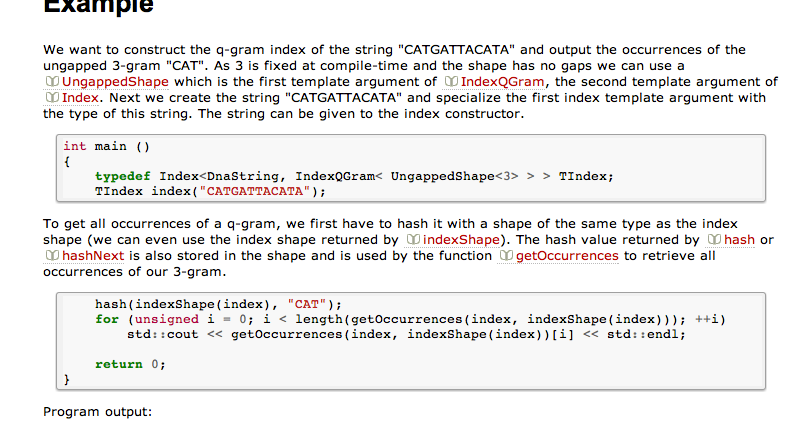 Example
We want to construct the q-gram index of the string "CATGATTACATA" and output the occurrences of the
ungapped 3-gram "CAT". As 3 is fixed at compile-time and the shape has no gaps we can use a
UngappedShape which is the first template argument of IndexQGram, the second template argument of
Index. Next we create the string "CATGATTACATA" and specialize the first index template argument with
the type of this string. The string can be given to the index constructor.
int main ()
{
typedef Index<DnaString, IndexQGram< UngappedShape<3> > > TIndex;
TIndex index("CATGATTACATA");
To get all occurrences of a q-gram, we first have to hash it with a shape of the same type as the index
shape (we can even use the index shape returned by indexShape). The hash value returned by hash or
hashNext is also stored in the shape and is used by the function getOccurrences to retrieve all
occurrences of our 3-gram.
hash(indexShape(index), "CAT");
for (unsigned i = 0; i < length(getOccurrences(index, indexShape(index))); ++i)
std::cout << getOccurrences(index, indexShape(index))[i] << std::endl;
return 0;
}
Program output: